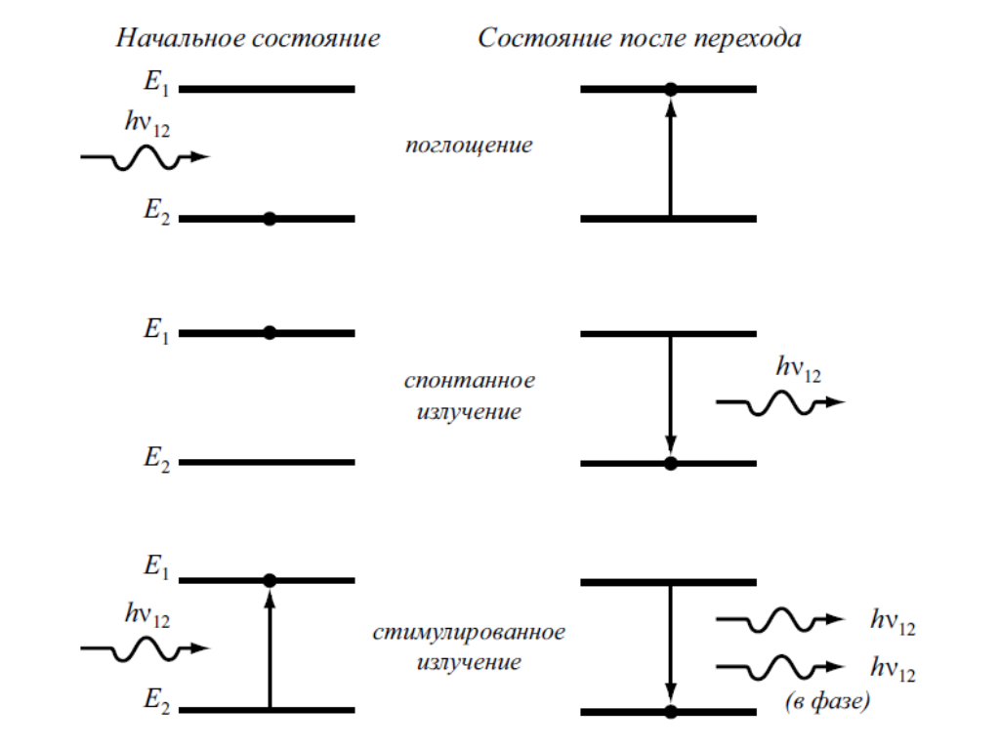 Начальное состояние
Состояние после перехода
E₁
hν₁₂
поглощение
E₂
E₁
спонтанное
излучение
hν₁₂
E₂
E₁
hν₁₂
стимулированное
излучение
hν₁₂
hν₁₂
E₂
(в фазе)